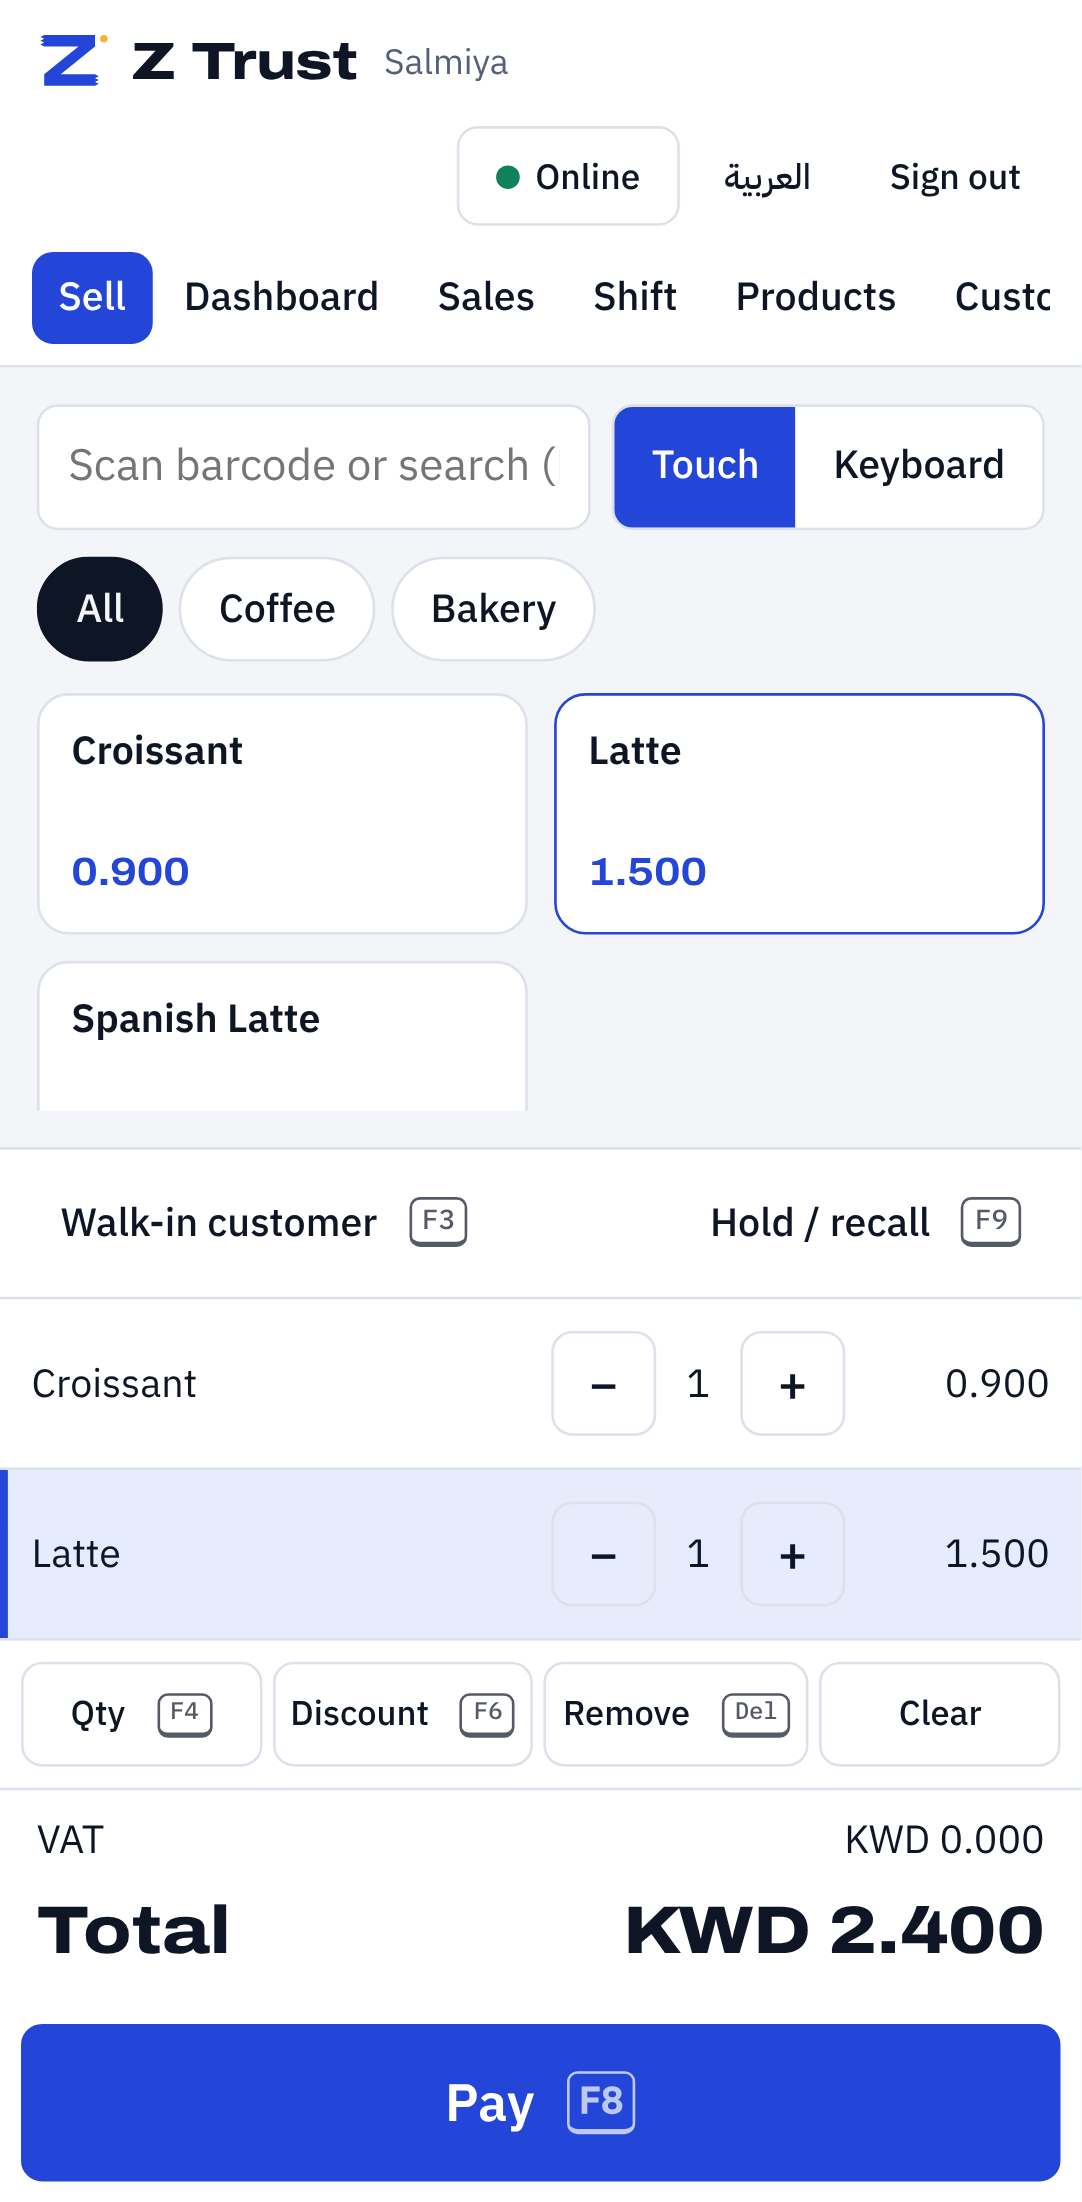 Z Trust Salmiya
Online العربية Sign out
Sell Dashboard Sales Shift Products Custo
Scan barcode or search ( Touch Keyboard
All Coffee Bakery
Croissant Latte
0.900 1.500
Spanish Latte
Walk-in customer F3 Hold / recall F9
Croissant − 1 + 0.900
Latte − 1 + 1.500
Qty F4 Discount F6 Remove Del Clear
VAT KWD 0.000
Total KWD 2.400
Pay F8